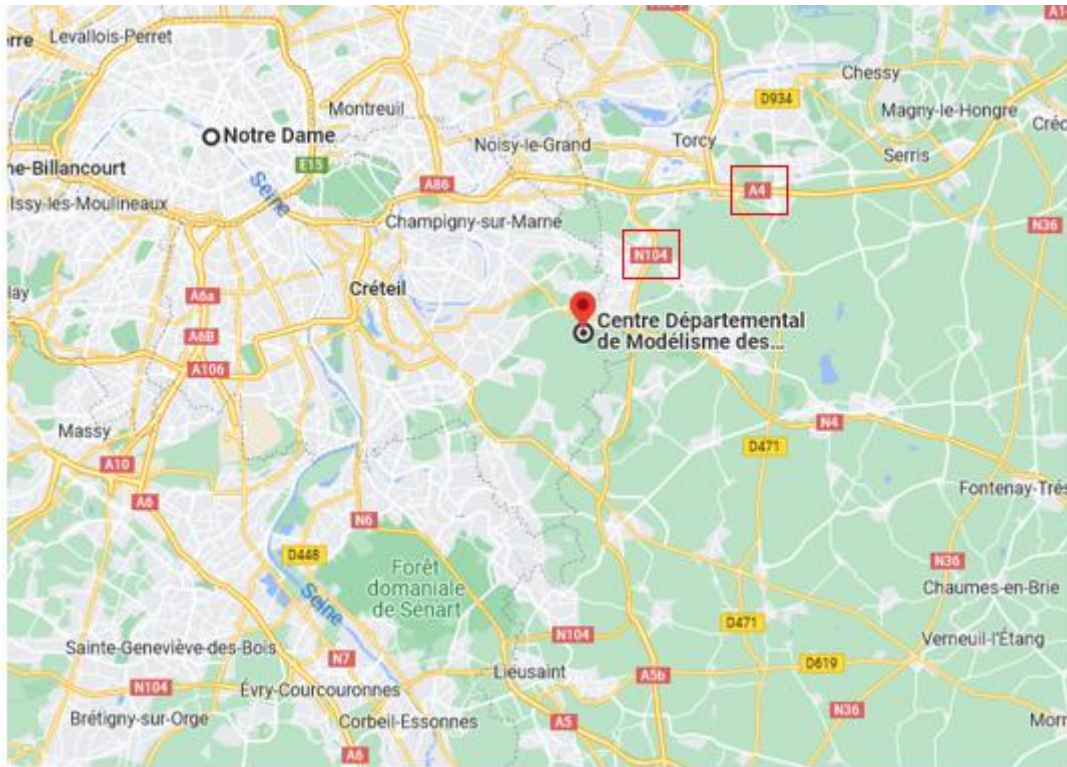 Levallois-Perret
Chessy
Montreuil
D934
Magny-le-Hongre
Notre Dame
Torcy
Noisy-le-Grand
Serris
ne-Billancourt
E15
A86
A4
Issy-les-Moulineaux
Seine
Champigny-sur-Marne
N36
N104
Créteil
A6a
Centre Départemental
de Modélisme des...
A6B
A106
N4
Massy
D471
A10
A6
Fontenay-Trés
N6
D448
Forêt
domaniale
de Sénart
N36
Chaumes-en-Brie
Seine
D471
N104
Verneuil-l'Étang
Sainte-Geneviève-des-Bois
N7
Lieusaint
D619
A5b
N104
Évry-Courcouronnes
N36
Brétigny-sur-Orge
Corbeil-Essonnes
A5
Morr
A6